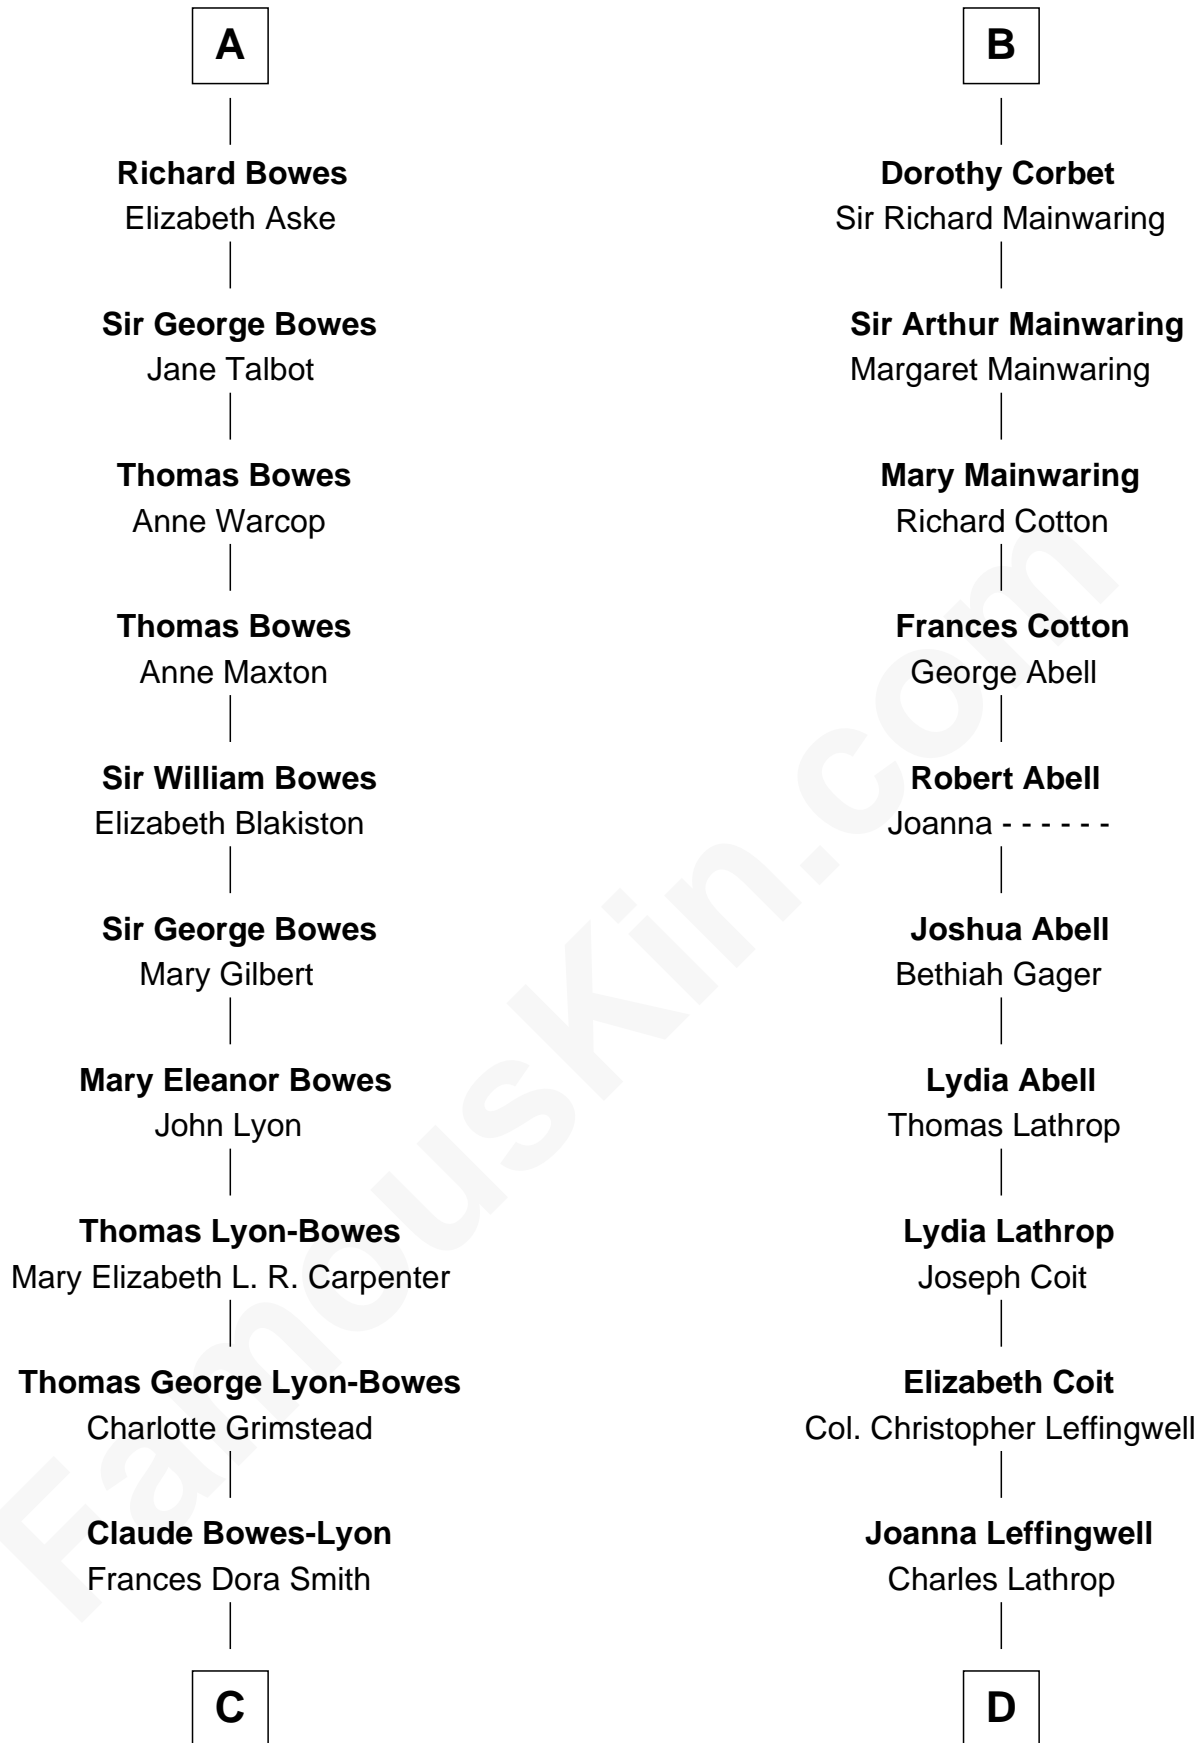 A
Richard Bowes
Elizabeth Aske
Sir George Bowes
Jane Talbot
Thomas Bowes
Anne Warcop
Thomas Bowes
Anne Maxton
Sir William Bowes
Elizabeth Blakiston
Sir George Bowes
Mary Gilbert
Mary Eleanor Bowes
John Lyon
Thomas Lyon-Bowes
Mary Elizabeth L. R. Carpenter
Thomas George Lyon-Bowes
Charlotte Grimstead
Claude Bowes-Lyon
Frances Dora Smith
C
B
Dorothy Corbet
Sir Richard Mainwaring
Sir Arthur Mainwaring
Margaret Mainwaring
Mary Mainwaring
Richard Cotton
Frances Cotton
George Abell
Robert Abell
Joanna - - - - - -
Joshua Abell
Bethiah Gager
Lydia Abell
Thomas Lathrop
Lydia Lathrop
Joseph Coit
Elizabeth Coit
Col. Christopher Leffingwell
Joanna Leffingwell
Charles Lathrop
D
FamousKin.com